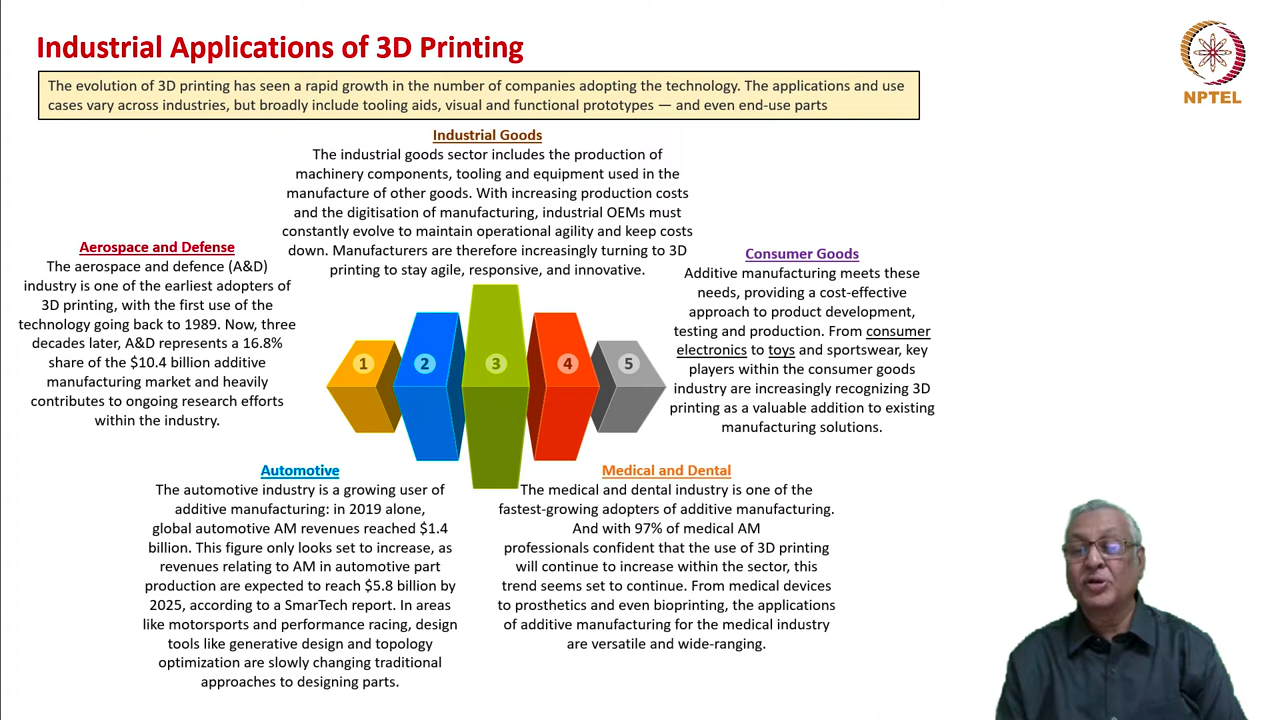 Industrial Applications of 3D Printing
The evolution of 3D printing has seen a rapid growth in the number of companies adopting the technology. The applications and use
cases vary across industries, but broadly include tooling aids, visual and functional prototypes — and even end-use parts
NPTEL
Industrial Goods
The industrial goods sector includes the production of
machinery components, tooling and equipment used in the
manufacture of other goods. With increasing production costs
and the digitisation of manufacturing, industrial OEMs must
constantly evolve to maintain operational agility and keep costs
down. Manufacturers are therefore increasingly turning to 3D
printing to stay agile, responsive, and innovative.
Aerospace and Defense
The aerospace and defence (A&D)
industry is one of the earliest adopters of
3D printing, with the first use of the
technology going back to 1989. Now, three
decades later, A&D represents a 16.8%
share of the $10.4 billion additive
manufacturing market and heavily
contributes to ongoing research efforts
within the industry.
1
2
3
4
5
Consumer Goods
Additive manufacturing meets these
needs, providing a cost-effective
approach to product development,
testing and production. From consumer
electronics to toys and sportswear, key
players within the consumer goods
industry are increasingly recognizing 3D
printing as a valuable addition to existing
manufacturing solutions.
Automotive
The automotive industry is a growing user of
additive manufacturing: in 2019 alone,
global automotive AM revenues reached $1.4
billion. This figure only looks set to increase, as
revenues relating to AM in automotive part
production are expected to reach $5.8 billion by
2025, according to a SmarTech report. In areas
like motorsports and performance racing, design
tools like generative design and topology
optimization are slowly changing traditional
approaches to designing parts.
Medical and Dental
The medical and dental industry is one of the
fastest-growing adopters of additive manufacturing.
And with 97% of medical AM
professionals confident that the use of 3D printing
will continue to increase within the sector, this
trend seems set to continue. From medical devices
to prosthetics and even bioprinting, the applications
of additive manufacturing for the medical industry
are versatile and wide-ranging.